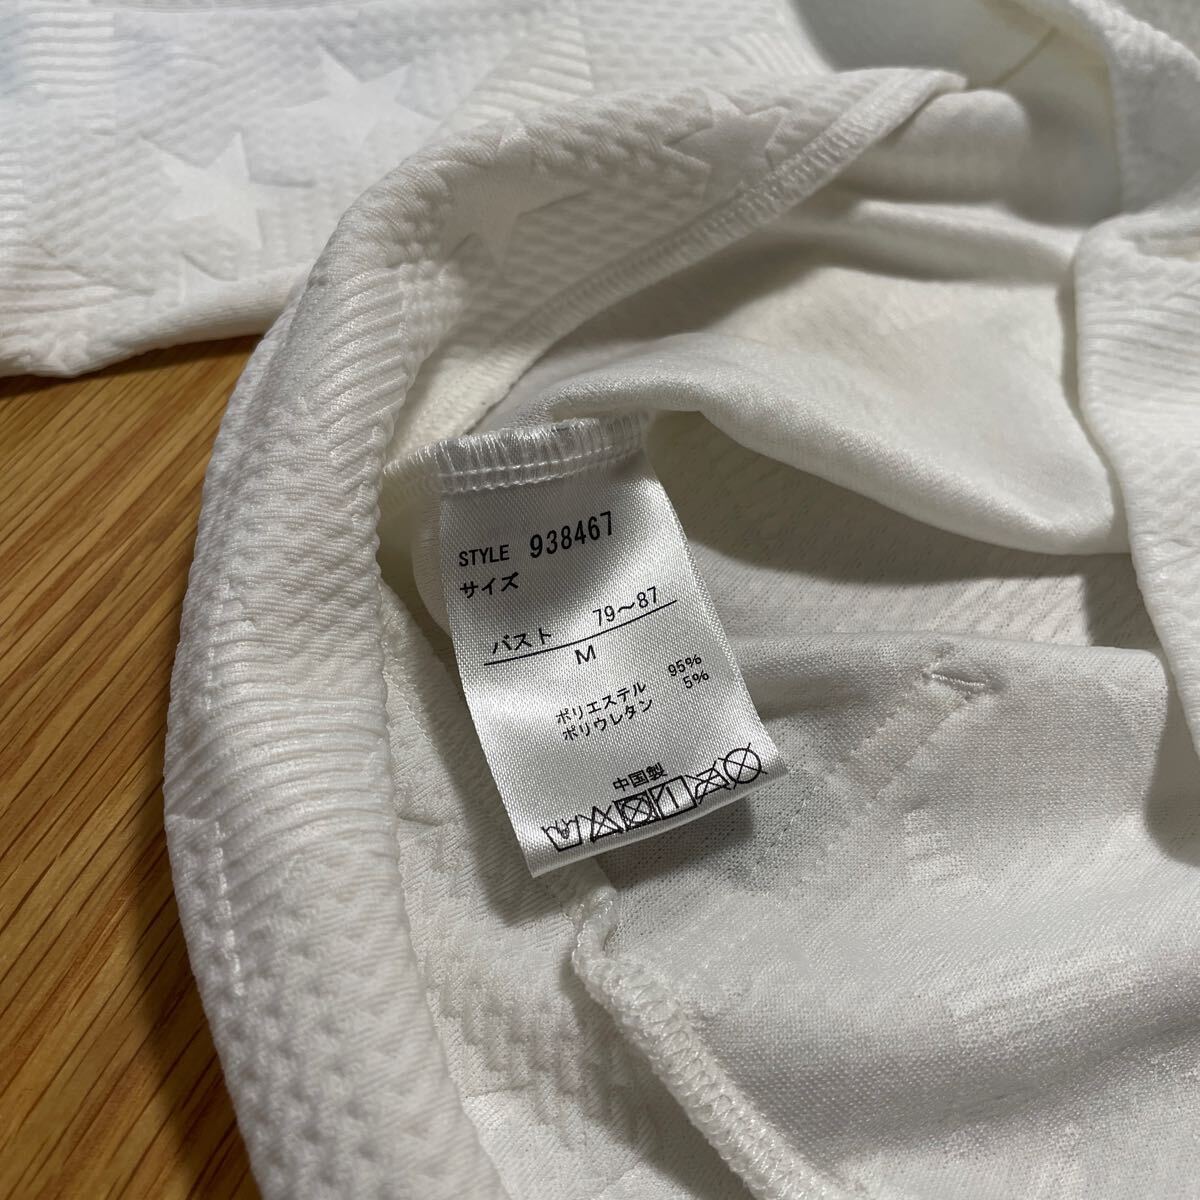 STYLE 938467
サイズ
バスト 79～87
M
ポリエステル 95%
ポリウレタン 5%
中国製